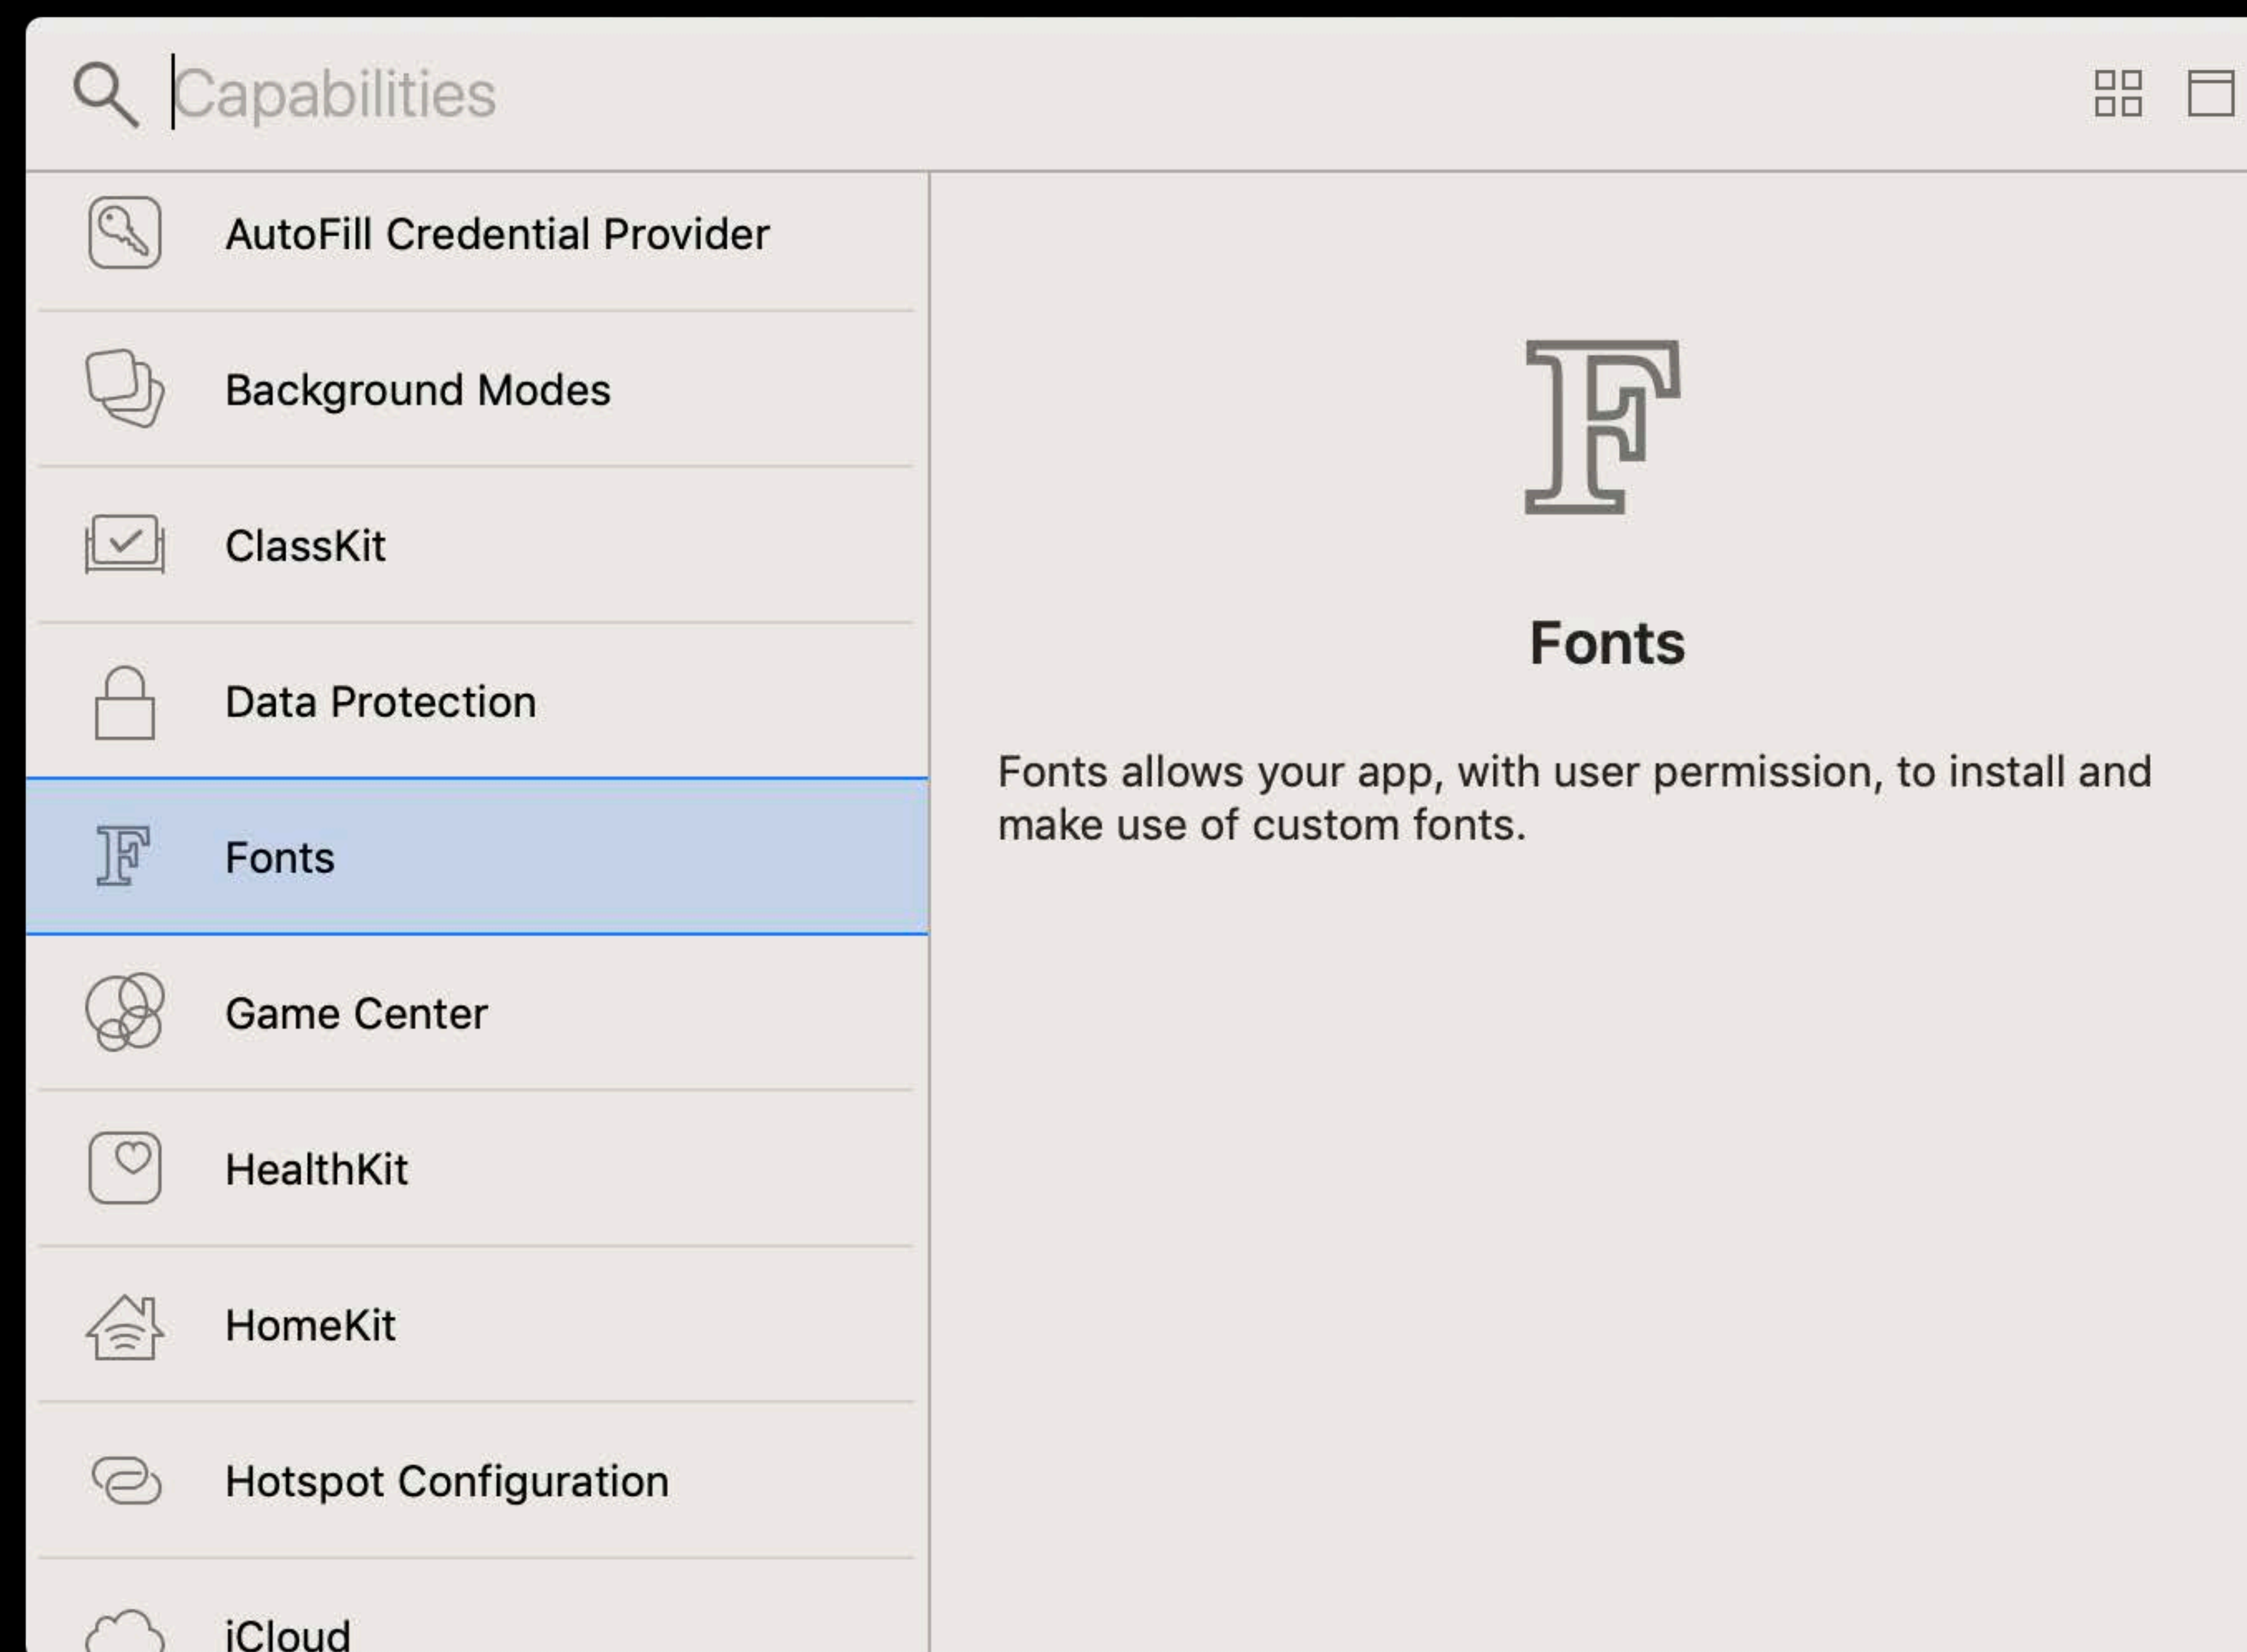 Capabilities
AutoFill Credential Provider
Background Modes
ClassKit
Data Protection
Fonts
Game Center
HealthKit
HomeKit
Hotspot Configuration
iCloud
Fonts
Fonts allows your app, with user permission, to install and
make use of custom fonts.